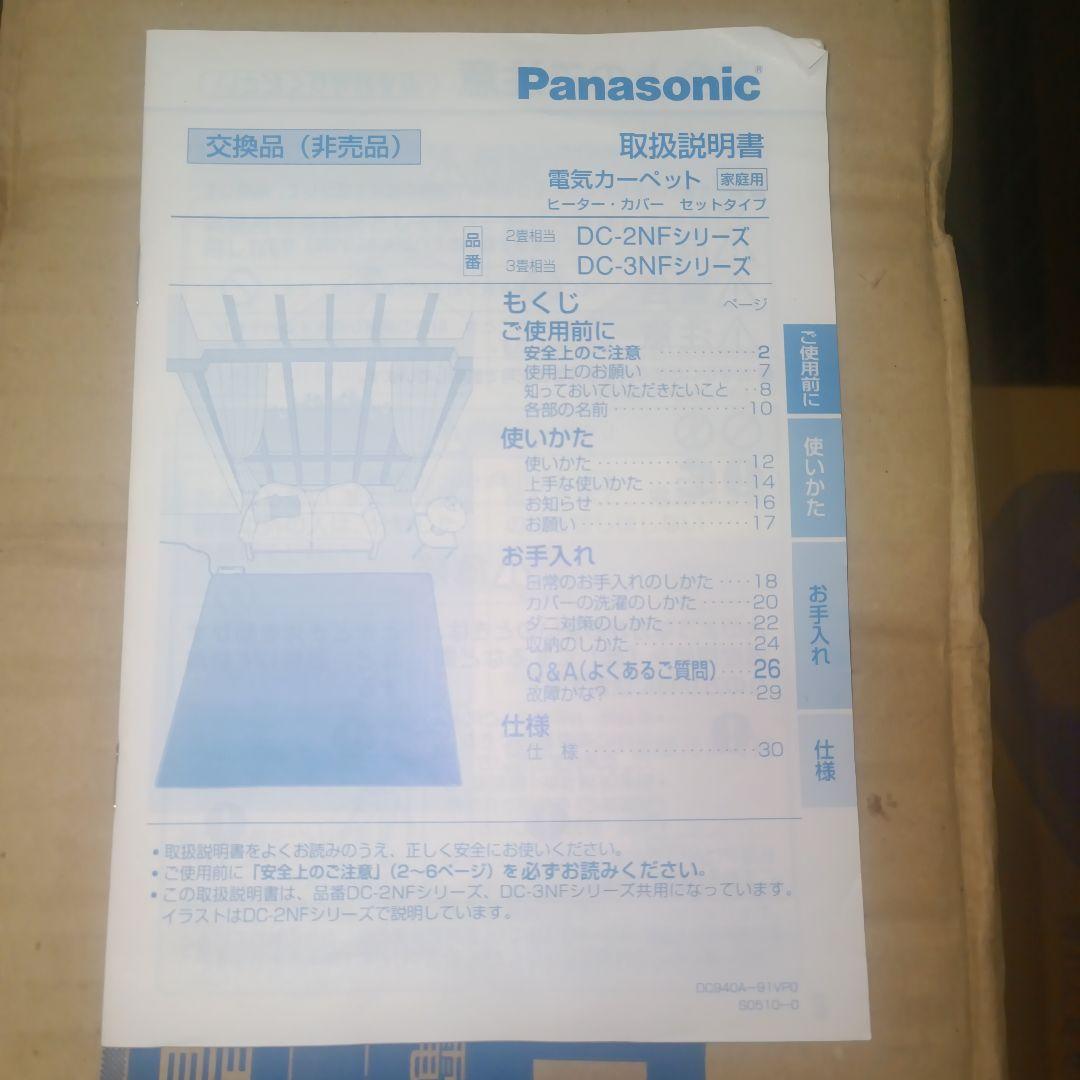 Panasonic®
交換品(非売品)
取扱説明書
電気カーペット 家庭用
ヒーター・カバー セットタイプ
品番
2畳相当 DC-2NFシリーズ
3畳相当 DC-3NFシリーズ
もくじ ページ
ご使用前に
安全上のご注意 ············ 2
使用上のお願い ············ 7
知っておいていただきたいこと ·· 8
各部の名前 ················ 10
使いかた
使いかた ·················· 12
上手な使いかた ············ 14
お知らせ ·················· 16
お願い ···················· 17
お手入れ
日常のお手入れのしかた ···· 18
カバーの洗濯のしかた ······ 20
ダニ対策のしかた ·········· 22
収納のしかた ·············· 24
Q&A(よくあるご質問) ···· 26
故障かな? ················ 29
仕様
仕 様 ···················· 30
ご使用前に
使いかた
お手入れ
仕様
•取扱説明書をよくお読みのうえ、正しく安全にお使いください。
•ご使用前に「安全上のご注意」(2〜6ページ)を必ずお読みください。
•この取扱説明書は、品番DC-2NFシリーズ、DC-3NFシリーズ共用になっています。
イラストはDC-2NFシリーズで説明しています。
DC940A-91VP0
S0510-0